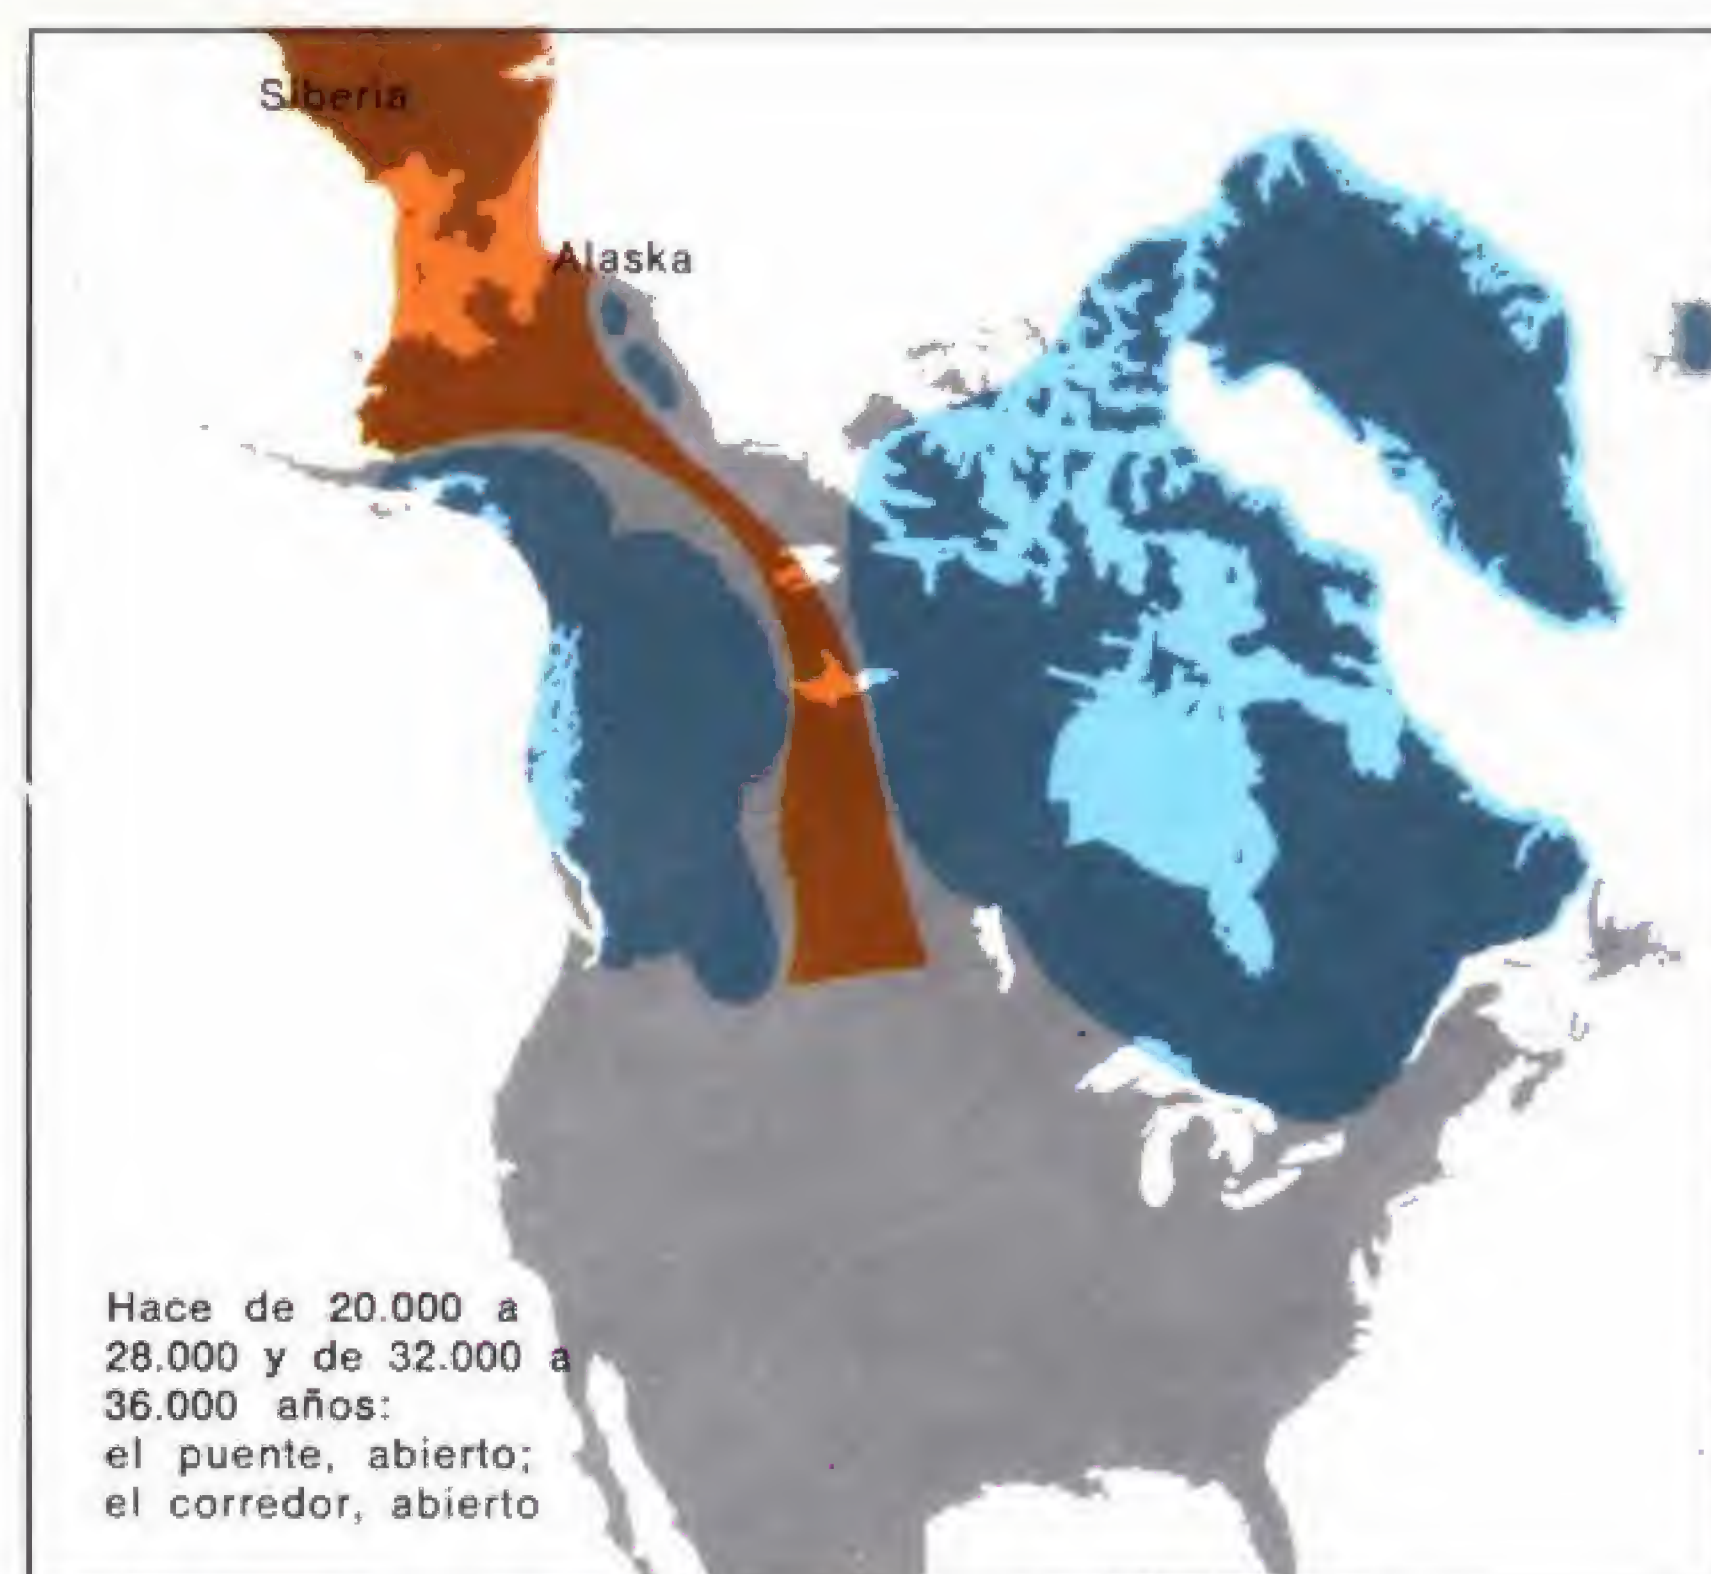 Siberia
Alaska
Hace de 20.000 a
28.000 y de 32.000 a
36.000 años:
el puente, abierto;
el corredor, abierto